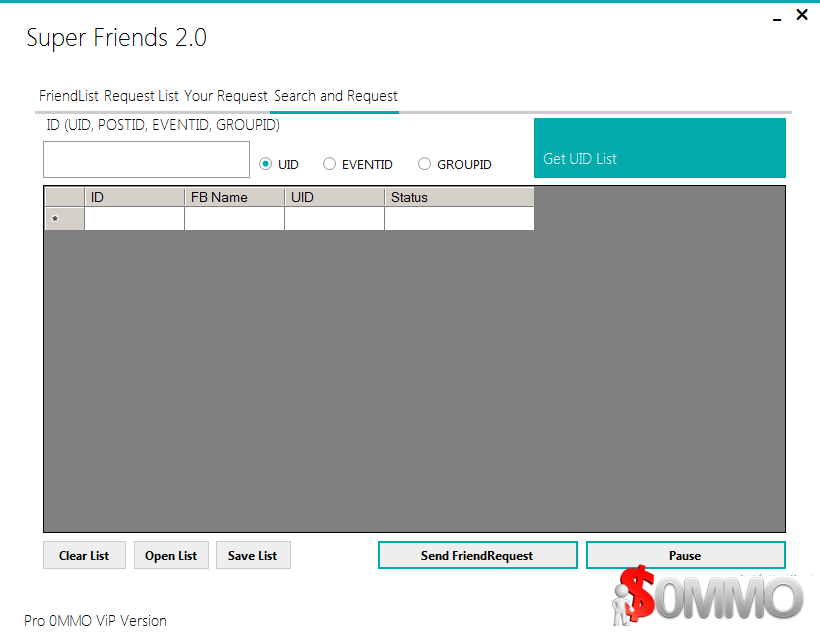 Super Friends 2.0
FriendList Request List Your Request Search and Request
ID (UID, POSTID, EVENTID, GROUPID)
UID EVENTID GROUPID
Get UID List
ID FB Name UID Status
*
Clear List Open List Save List Send FriendRequest Pause
$0MMO
Pro 0MMO ViP Version